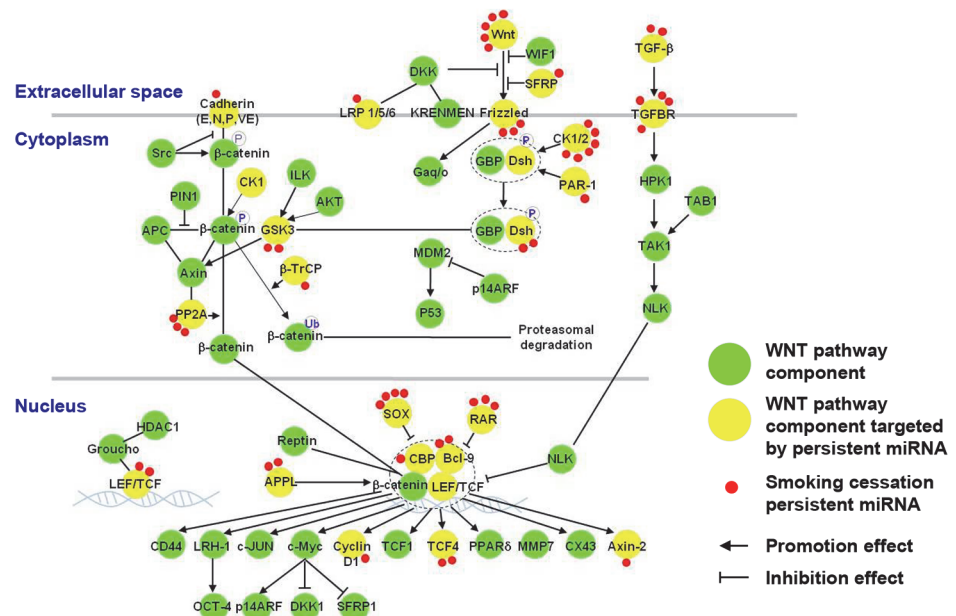 Wnt
WIF1
TGF-β
DKK
SFRP
Extracellular space
Cadherin
(E,N,P,VE)
LRP 1/5/6
KRENMEN
Frizzled
TGFBR
Cytoplasm
P
Src
β-catenin
P
CK1/2
GBP
Dsh
Gaq/o
PAR-1
CK1
ILK
HPK1
PIN1
AKT
TAB1
P
P
APC
β-catenin
GSK3
GBP
Dsh
MDM2
TAK1
Axin
β-TrCP
p14ARF
PP2A
P53
NLK
Ub
β-catenin
Proteasomal
degradation
β-catenin
WNT pathway
component
Nucleus
SOX
RAR
WNT pathway
component targeted
by persistent miRNA
HDAC1
Reptin
Groucho
CBP
Bcl-9
NLK
LEF/TCF
APPL
β-catenin
LEF/TCF
Smoking cessation
persistent miRNA
CD44
LRH-1
c-JUN
c-Myc
Cyclin
D1
TCF1
TCF4
PPARδ
MMP7
CX43
Axin-2
Promotion effect
Inhibition effect
OCT-4
p14ARF
DKK1
SFRP1